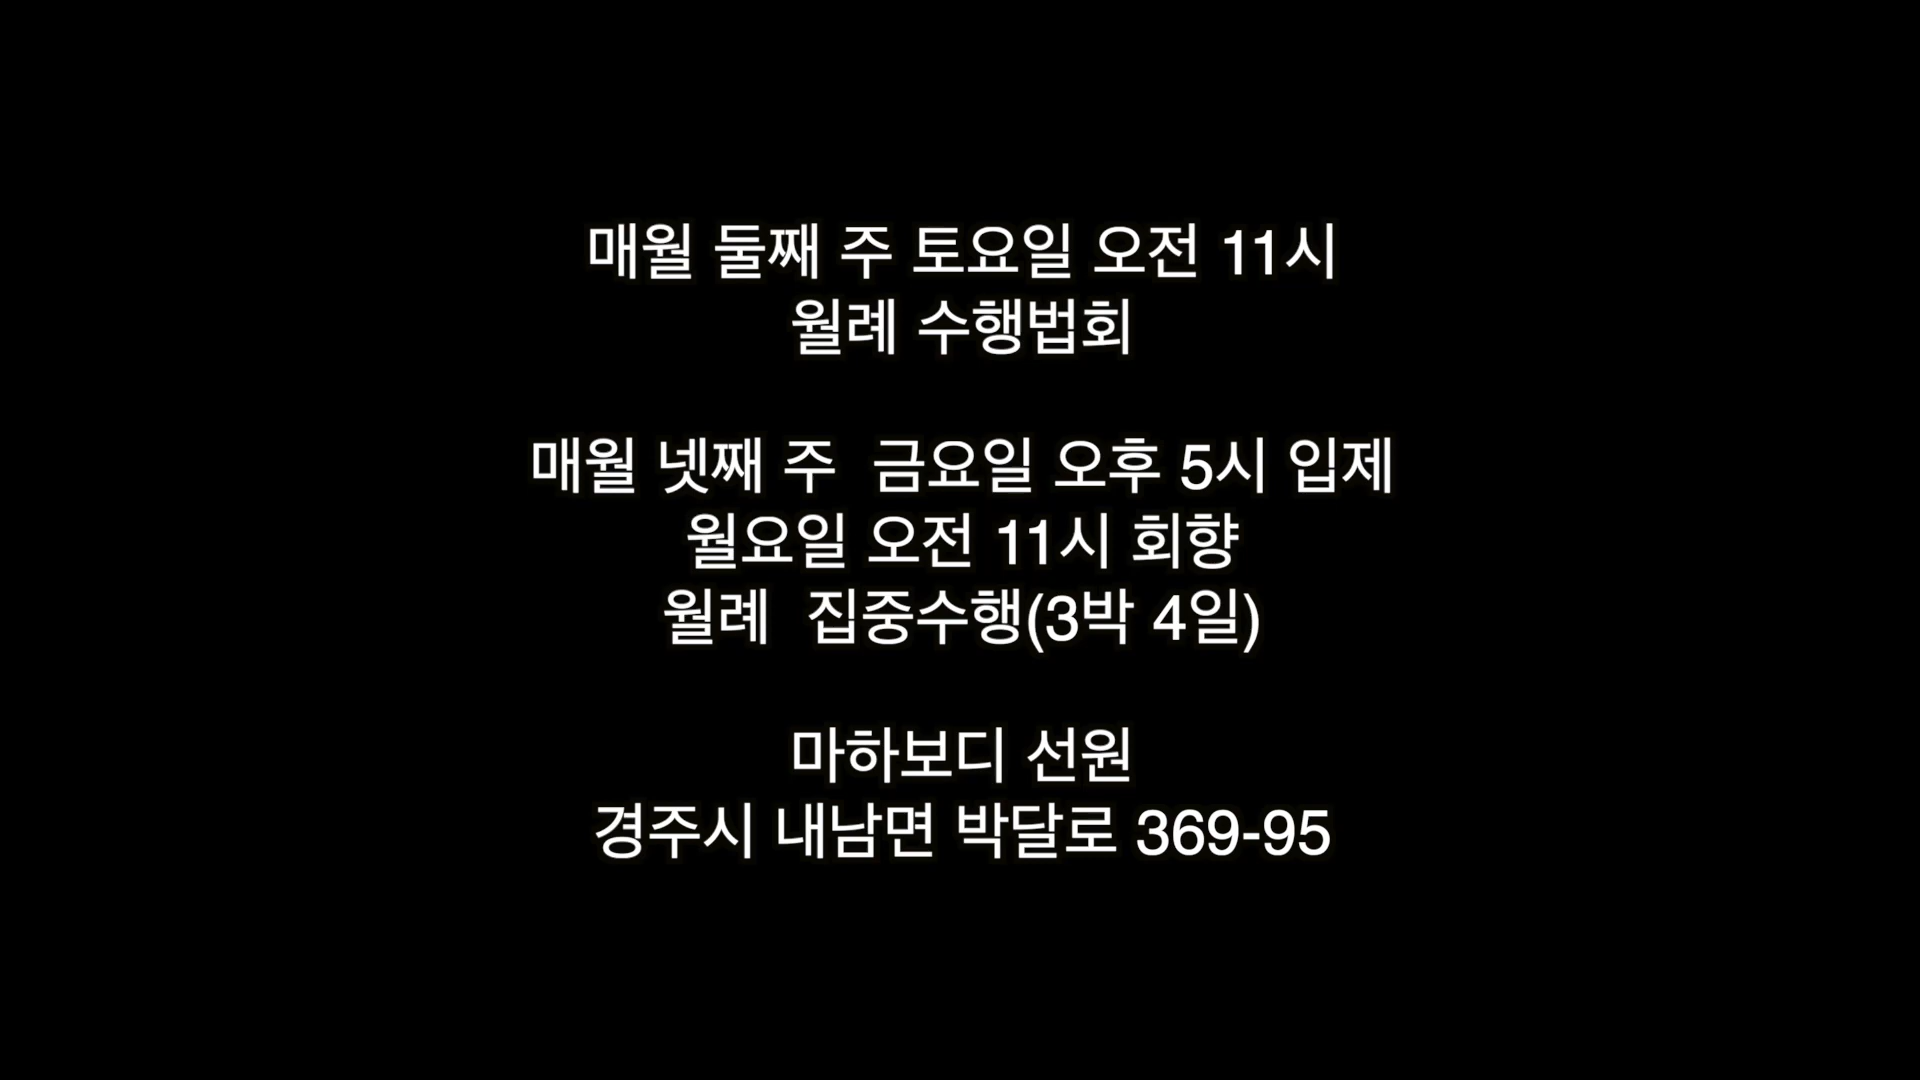 매월 둘째 주 토요일 오전 11시
월례 수행법회
매월 넷째 주  금요일 오후 5시 입제
월요일 오전 11시 회향
월례  집중수행(3박 4일)
마하보디 선원
경주시 내남면 박달로 369-95